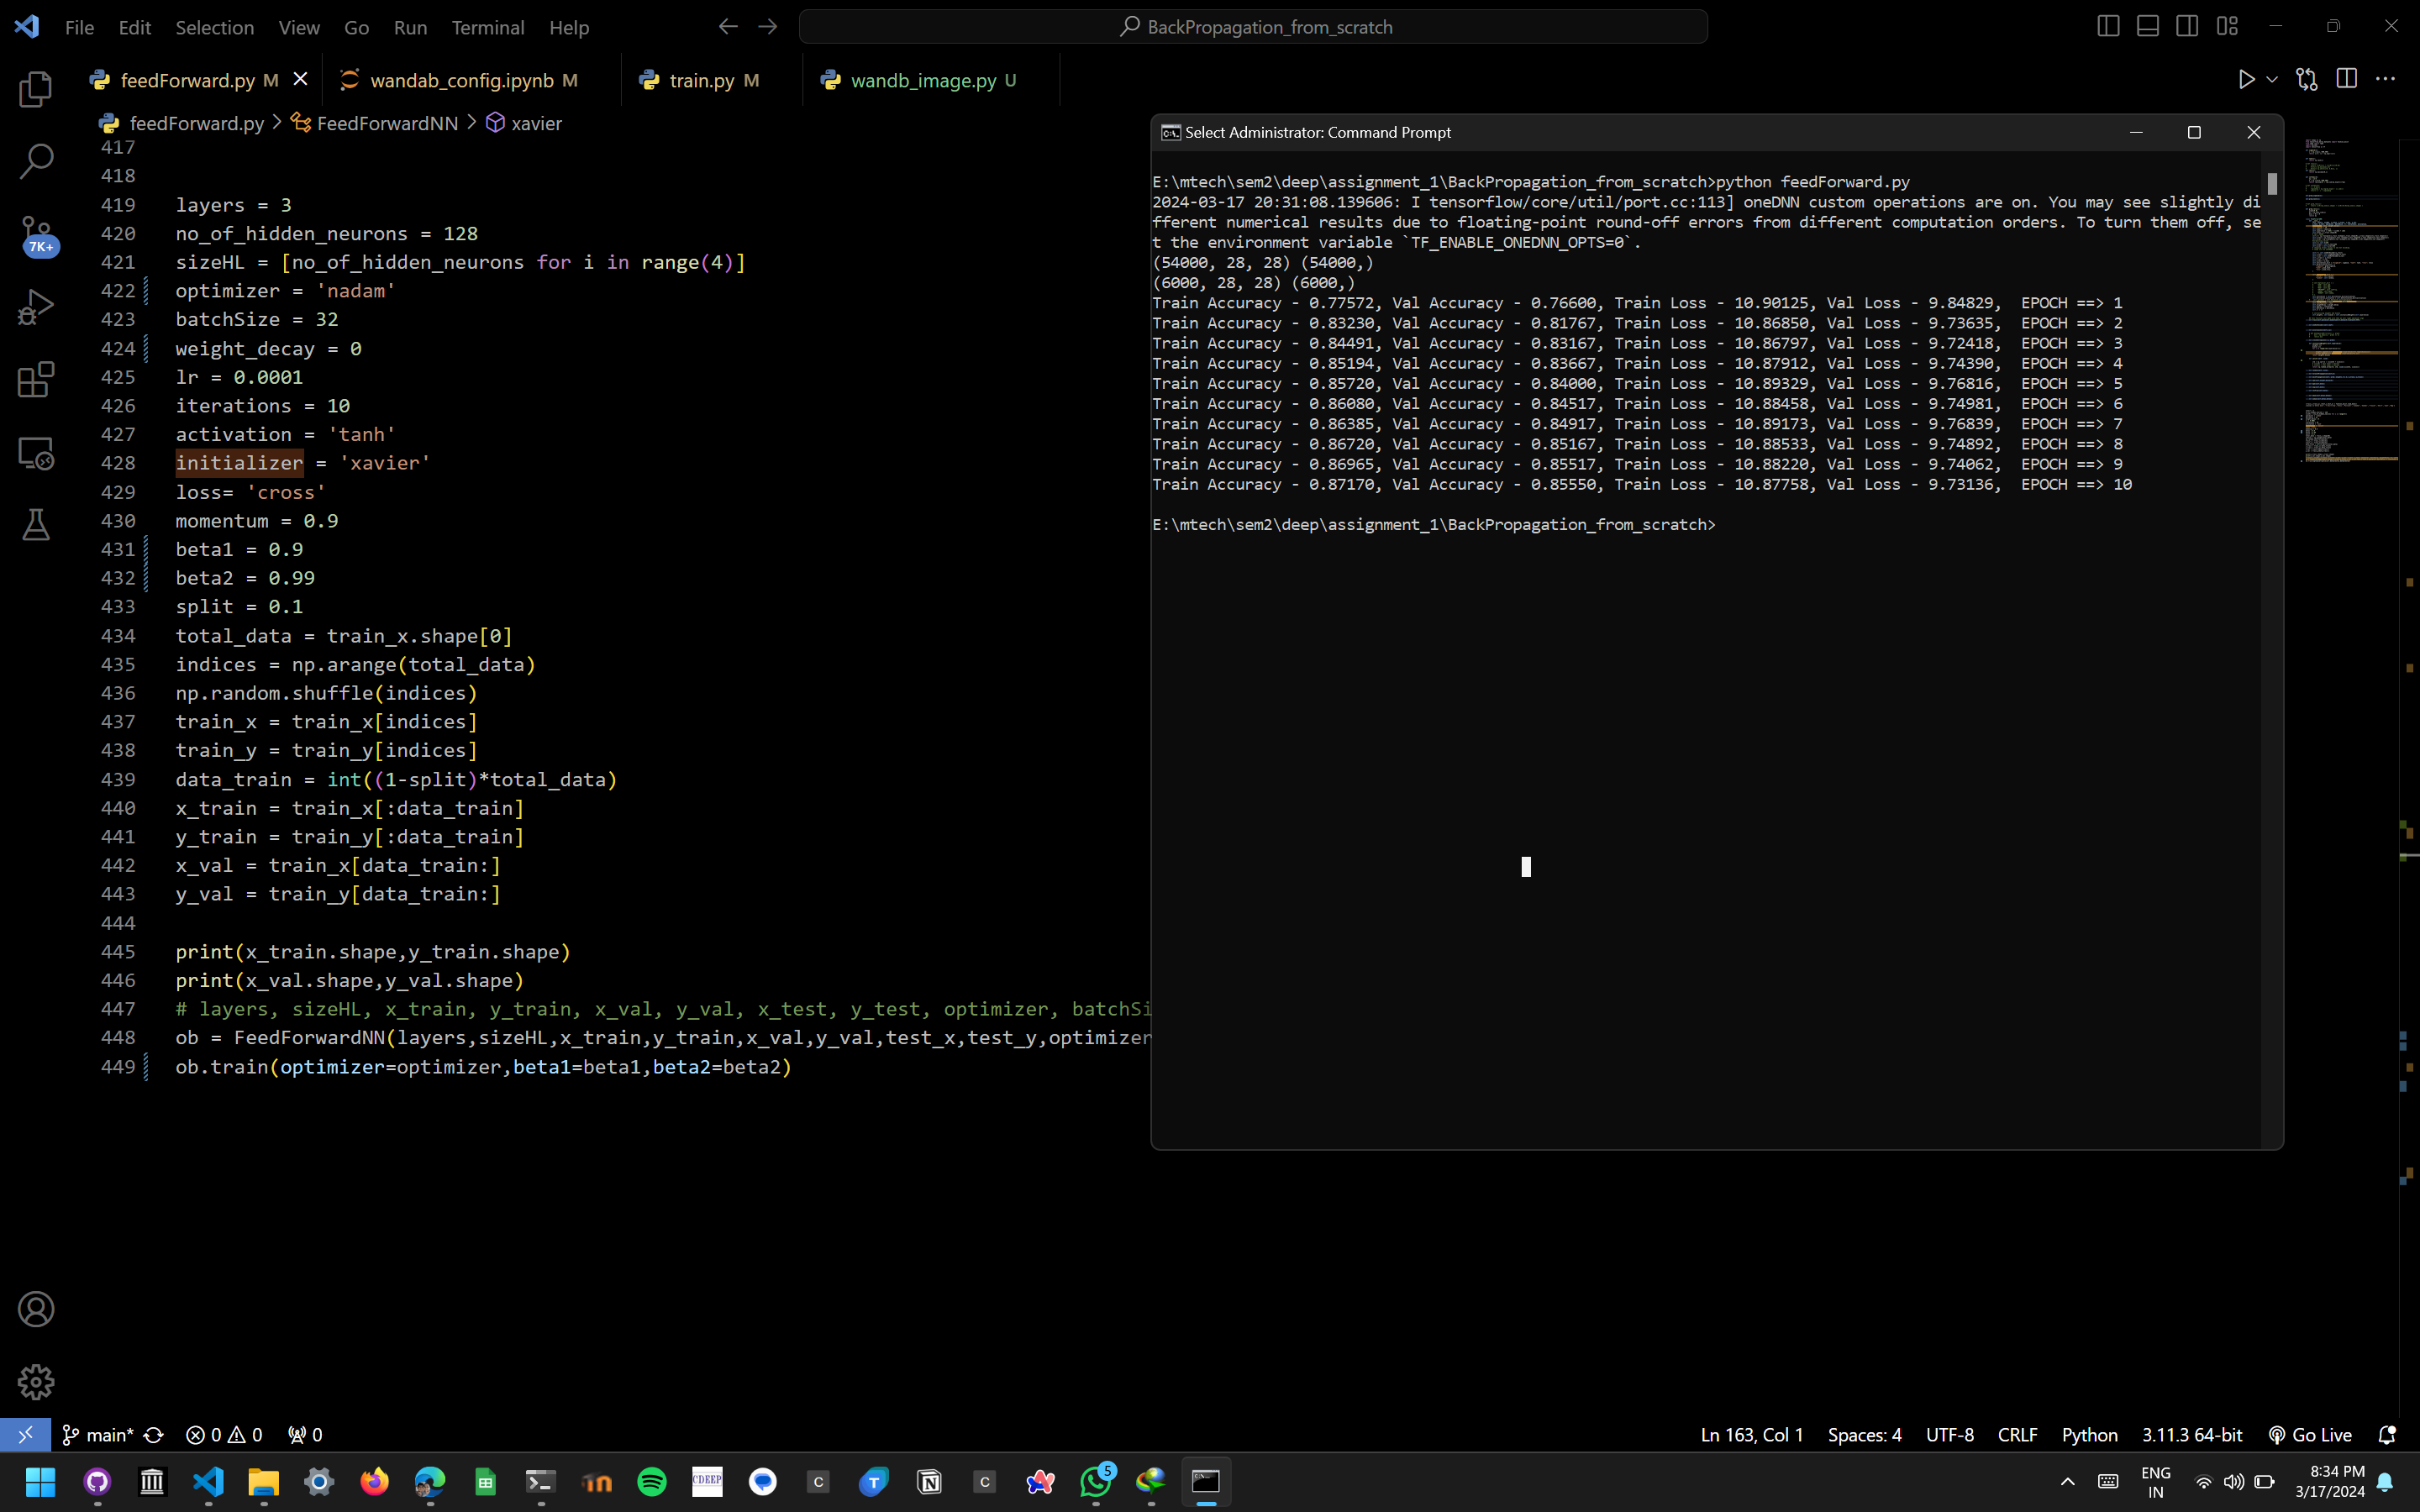 File Edit Selection View Go Run Terminal Help
BackPropagation_from_scratch
feedForward.py M
wandab_config.ipynb M
train.py M
wandb_image.py U
feedForward.py > FeedForwardNN > xavier
7K+
417
418
419 layers = 3
420 no_of_hidden_neurons = 128
421 sizeHL = [no_of_hidden_neurons for i in range(4)]
422 optimizer = 'nadam'
423 batchSize = 32
424 weight_decay = 0
425 lr = 0.0001
426 iterations = 10
427 activation = 'tanh'
428 initializer = 'xavier'
429 loss= 'cross'
430 momentum = 0.9
431 beta1 = 0.9
432 beta2 = 0.99
433 split = 0.1
434 total_data = train_x.shape[0]
435 indices = np.arange(total_data)
436 np.random.shuffle(indices)
437 train_x = train_x[indices]
438 train_y = train_y[indices]
439 data_train = int((1-split)*total_data)
440 x_train = train_x[:data_train]
441 y_train = train_y[:data_train]
442 x_val = train_x[data_train:]
443 y_val = train_y[data_train:]
444
445 print(x_train.shape,y_train.shape)
446 print(x_val.shape,y_val.shape)
447 # layers, sizeHL, x_train, y_train, x_val, y_val, x_test, y_test, optimizer, batchSi
448 ob = FeedForwardNN(layers,sizeHL,x_train,y_train,x_val,y_val,test_x,test_y,optimizer
449 ob.train(optimizer=optimizer,beta1=beta1,beta2=beta2)
Select Administrator: Command Prompt
E:\mtech\sem2\deep\assignment_1\BackPropagation_from_scratch>python feedForward.py
2024-03-17 20:31:08.139606: I tensorflow/core/util/port.cc:113] oneDNN custom operations are on. You may see slightly di
fferent numerical results due to floating-point round-off errors from different computation orders. To turn them off, se
t the environment variable `TF_ENABLE_ONEDNN_OPTS=0`.
(54000, 28, 28) (54000,)
(6000, 28, 28) (6000,)
Train Accuracy - 0.77572, Val Accuracy - 0.76600, Train Loss - 10.90125, Val Loss - 9.84829,  EPOCH ==> 1
Train Accuracy - 0.83230, Val Accuracy - 0.81767, Train Loss - 10.86850, Val Loss - 9.73635,  EPOCH ==> 2
Train Accuracy - 0.84491, Val Accuracy - 0.83167, Train Loss - 10.86797, Val Loss - 9.72418,  EPOCH ==> 3
Train Accuracy - 0.85194, Val Accuracy - 0.83667, Train Loss - 10.87912, Val Loss - 9.74390,  EPOCH ==> 4
Train Accuracy - 0.85720, Val Accuracy - 0.84000, Train Loss - 10.89329, Val Loss - 9.76816,  EPOCH ==> 5
Train Accuracy - 0.86080, Val Accuracy - 0.84517, Train Loss - 10.88458, Val Loss - 9.74981,  EPOCH ==> 6
Train Accuracy - 0.86385, Val Accuracy - 0.84917, Train Loss - 10.89173, Val Loss - 9.76839,  EPOCH ==> 7
Train Accuracy - 0.86720, Val Accuracy - 0.85167, Train Loss - 10.88533, Val Loss - 9.74892,  EPOCH ==> 8
Train Accuracy - 0.86965, Val Accuracy - 0.85517, Train Loss - 10.88220, Val Loss - 9.74062,  EPOCH ==> 9
Train Accuracy - 0.87170, Val Accuracy - 0.85550, Train Loss - 10.87758, Val Loss - 9.73136,  EPOCH ==> 10
E:\mtech\sem2\deep\assignment_1\BackPropagation_from_scratch>
main* 0 0 0
Ln 163, Col 1 Spaces: 4 UTF-8 CRLF Python 3.11.3 64-bit Go Live
CDEEP
C
T
N
C
5
ENG
IN
8:34 PM
3/17/2024